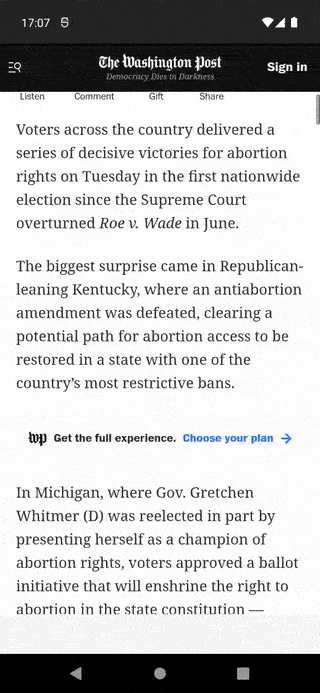 17:07
The Washington Post
Democracy Dies in Darkness
Sign in
Listen Comment Gift Share
Voters across the country delivered a
series of decisive victories for abortion
rights on Tuesday in the first nationwide
election since the Supreme Court
overturned Roe v. Wade in June.
The biggest surprise came in Republican-
leaning Kentucky, where an antiabortion
amendment was defeated, clearing a
potential path for abortion access to be
restored in a state with one of the
country’s most restrictive bans.
wp Get the full experience. Choose your plan →
In Michigan, where Gov. Gretchen
Whitmer (D) was reelected in part by
presenting herself as a champion of
abortion rights, voters approved a ballot
initiative that will enshrine the right to
abortion in the state constitution —